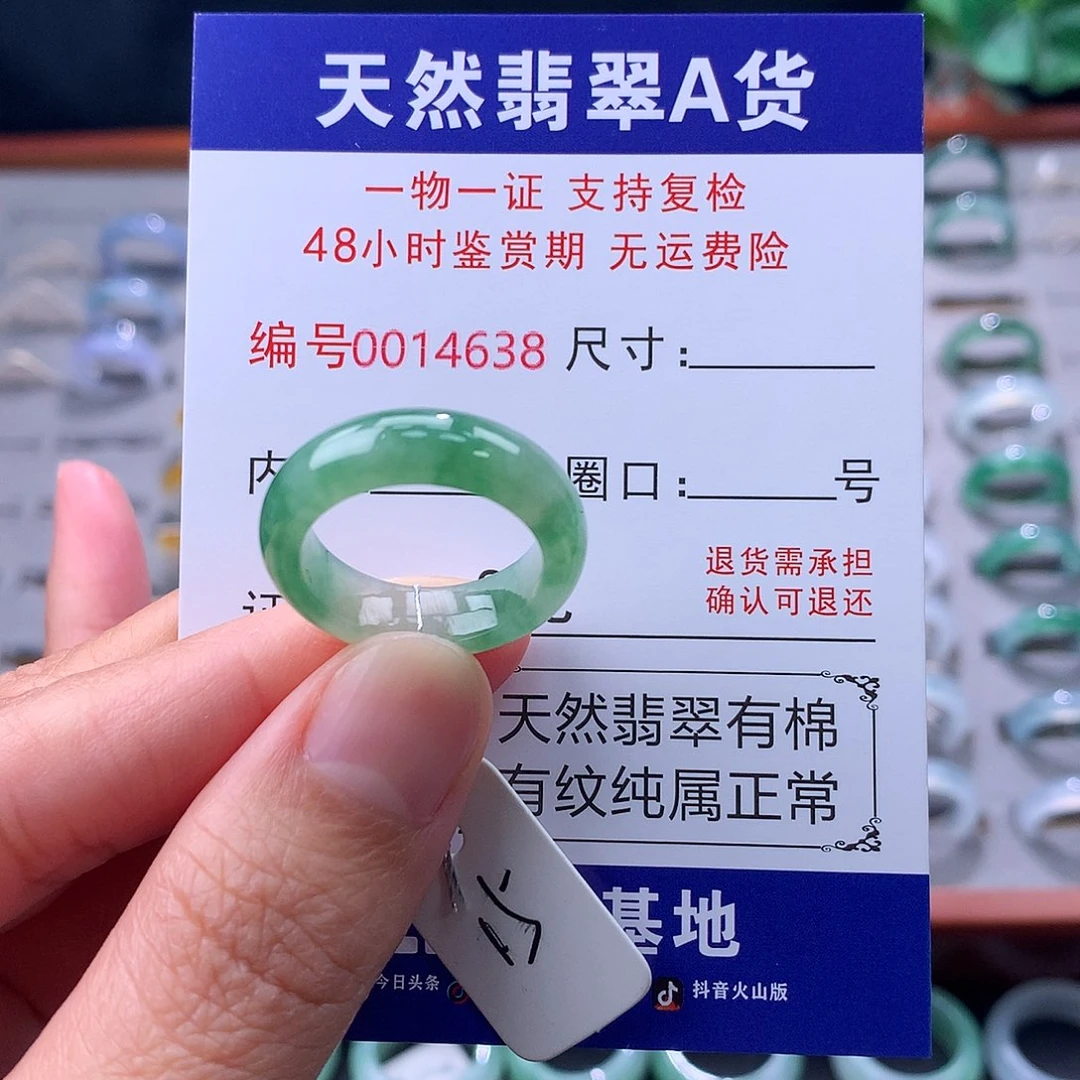 天然翡翠A货
一物一证 支持复检
48小时鉴赏期 无运费险
编号0014638 尺寸:
内 圈口: 号
退货需承担
确认可退还
证
天然翡翠有棉
有纹纯属正常
基地
今日头条 抖音火山版